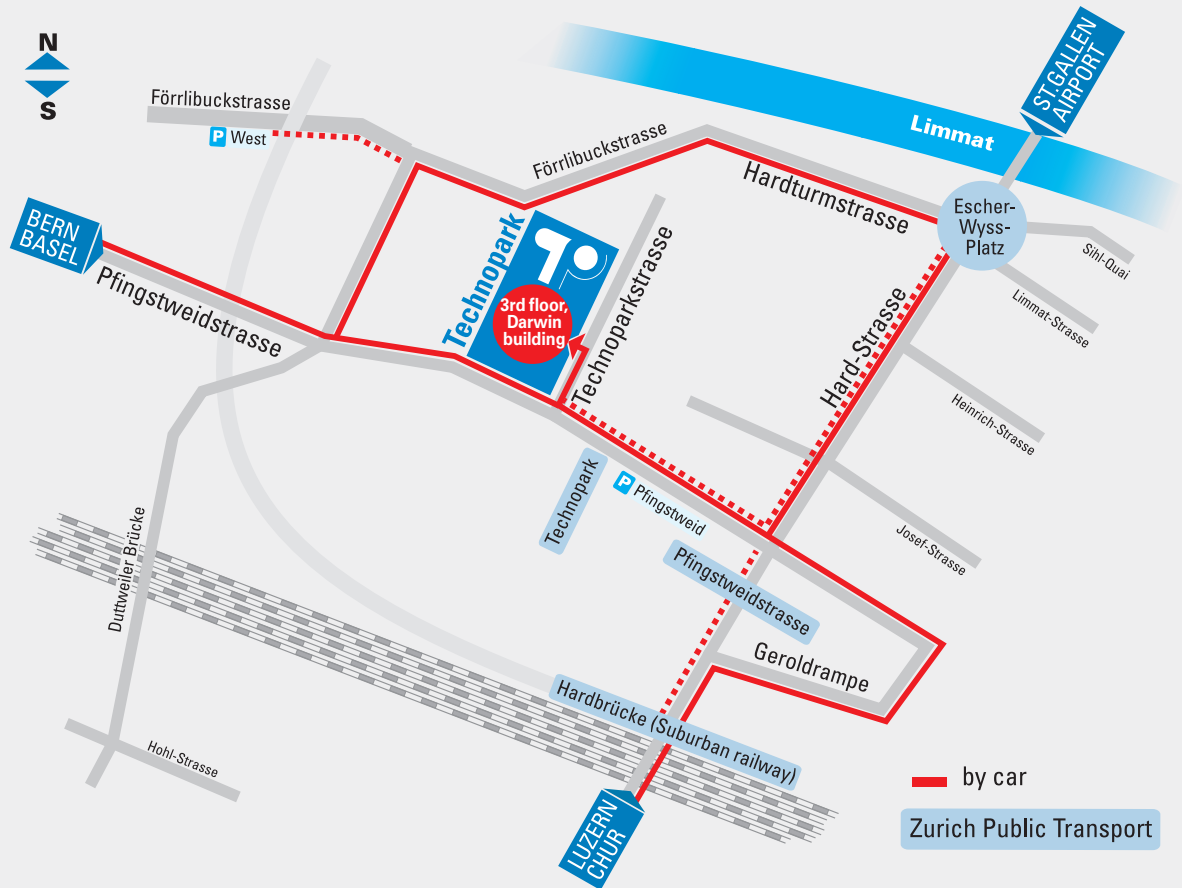 N
S
ST.GALLEN
AIRPORT
Förrlibuckstrasse
P West
Limmat
Förrlibuckstrasse
Hardturmstrasse
Escher-
Wyss-
Platz
Sihl-Quai
Limmat-Strasse
BERN
BASEL
Pfingstweidstrasse
Technopark
TP
3rd floor,
Darwin
building
Technoparkstrasse
Hard-Strasse
Heinrich-Strasse
Josef-Strasse
Technopark
P Pfingstweid
Pfingstweidstrasse
Duttweiler Brücke
Geroldrampe
Hardbrücke (Suburban railway)
Hohl-Strasse
LUZERN
CHUR
by car
Zurich Public Transport